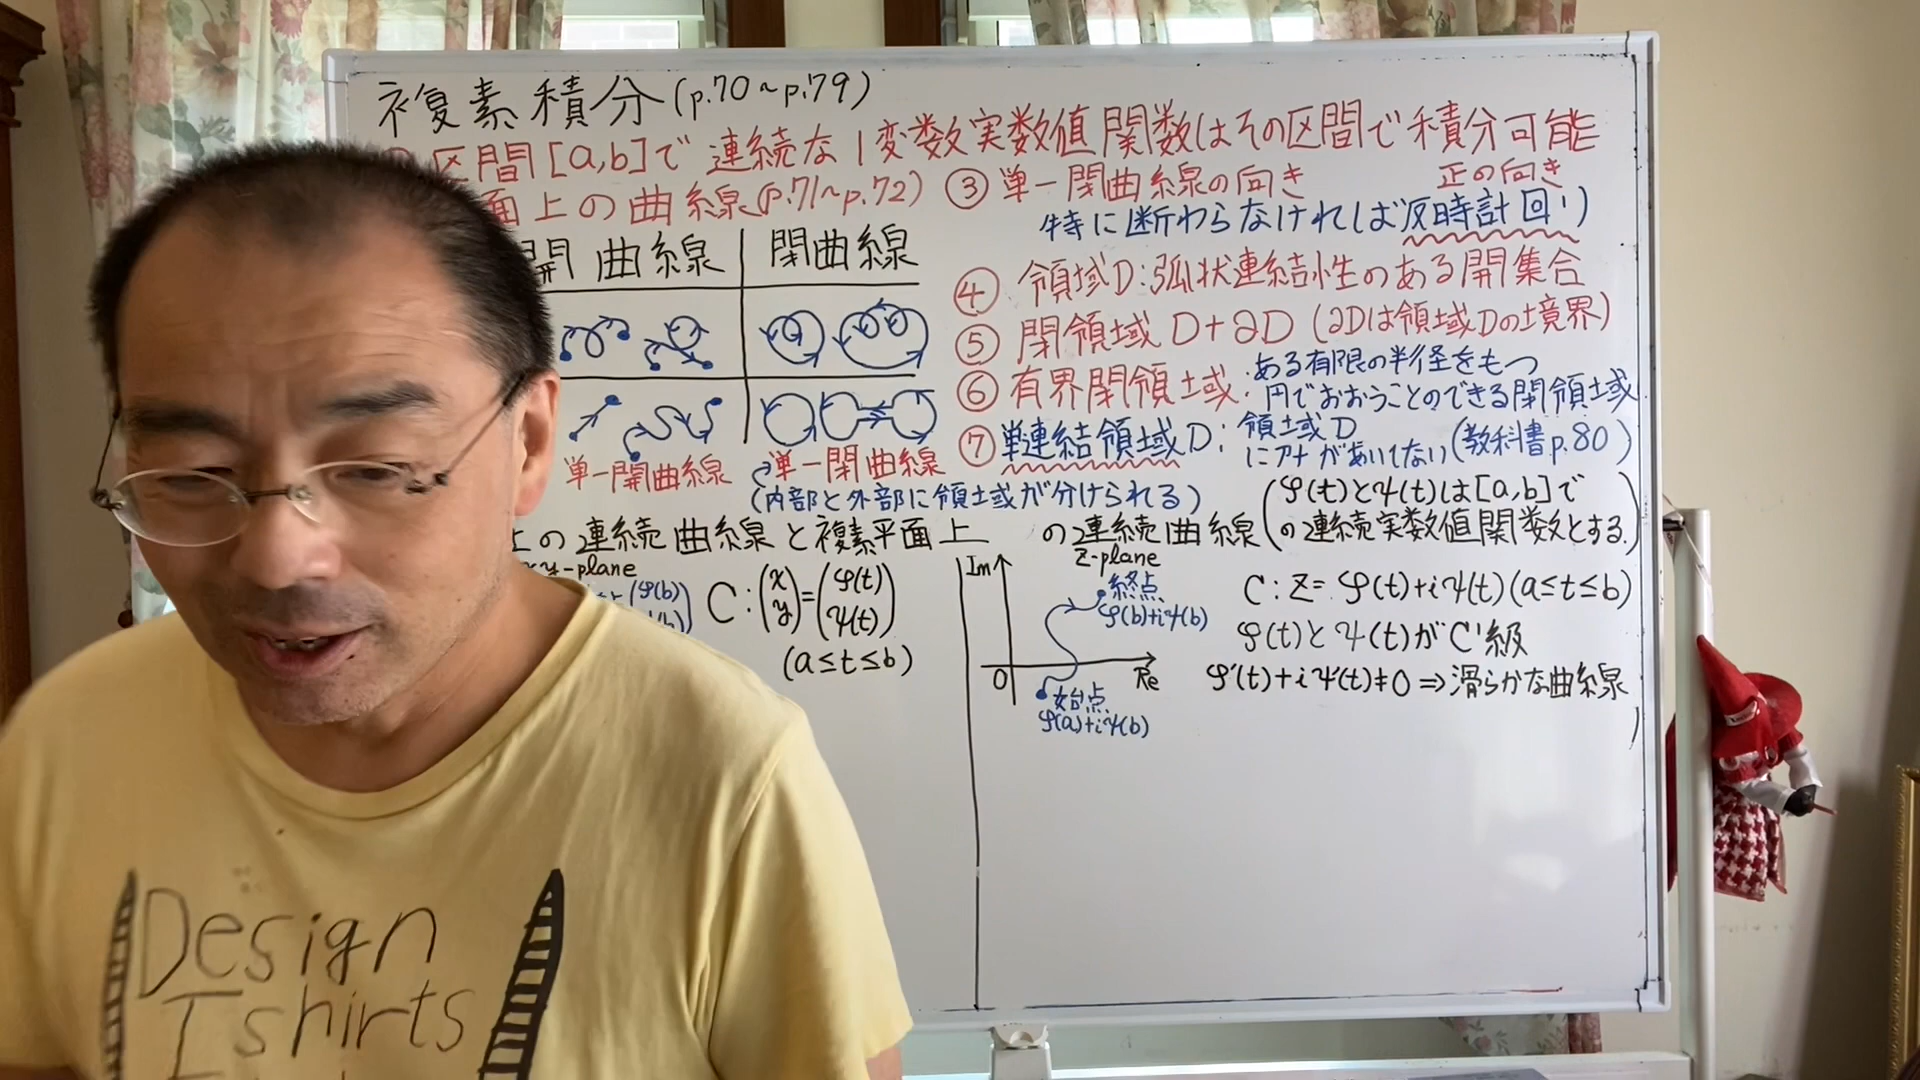 複素積分(p.70~p.79)
区間[a,b]で連続な1変数実数値関数はその区間で積分可能
面上の曲線(p.71~p.72)
開曲線
閉曲線
単一開曲線
単一閉曲線
(内部と外部に領域が分けられる)
③ 単一閉曲線の向き 正の向き
特に断わらなければ反時計回り
④ 領域D:弧状連結性のある開集合
⑤ 閉領域 D+∂D (∂Dは領域Dの境界)
⑥ 有界閉領域・ある有限の半径をもつ
・円でおおうことのできる閉領域
⑦ 単連結領域D: 領域D
にアナがあいてない(教科書p.80)
上の連続曲線と複素平面上の連続曲線
(φ(t)とψ(t)は[a,b]で
の連続実数値関数とする.)
xy-plane
(φ(b))
C:(x y)=(φ(t) ψ(t))
(a≤t≤b)
z-plane
Im
終点
φ(b)+iψ(b)
O
Re
始点
φ(a)+iψ(b)
C:z=φ(t)+iψ(t)(a≤t≤b)
φ(t)とψ(t)がC¹級
φ'(t)+iψ'(t)≠0⇒滑らかな曲線
Design
Tshirts